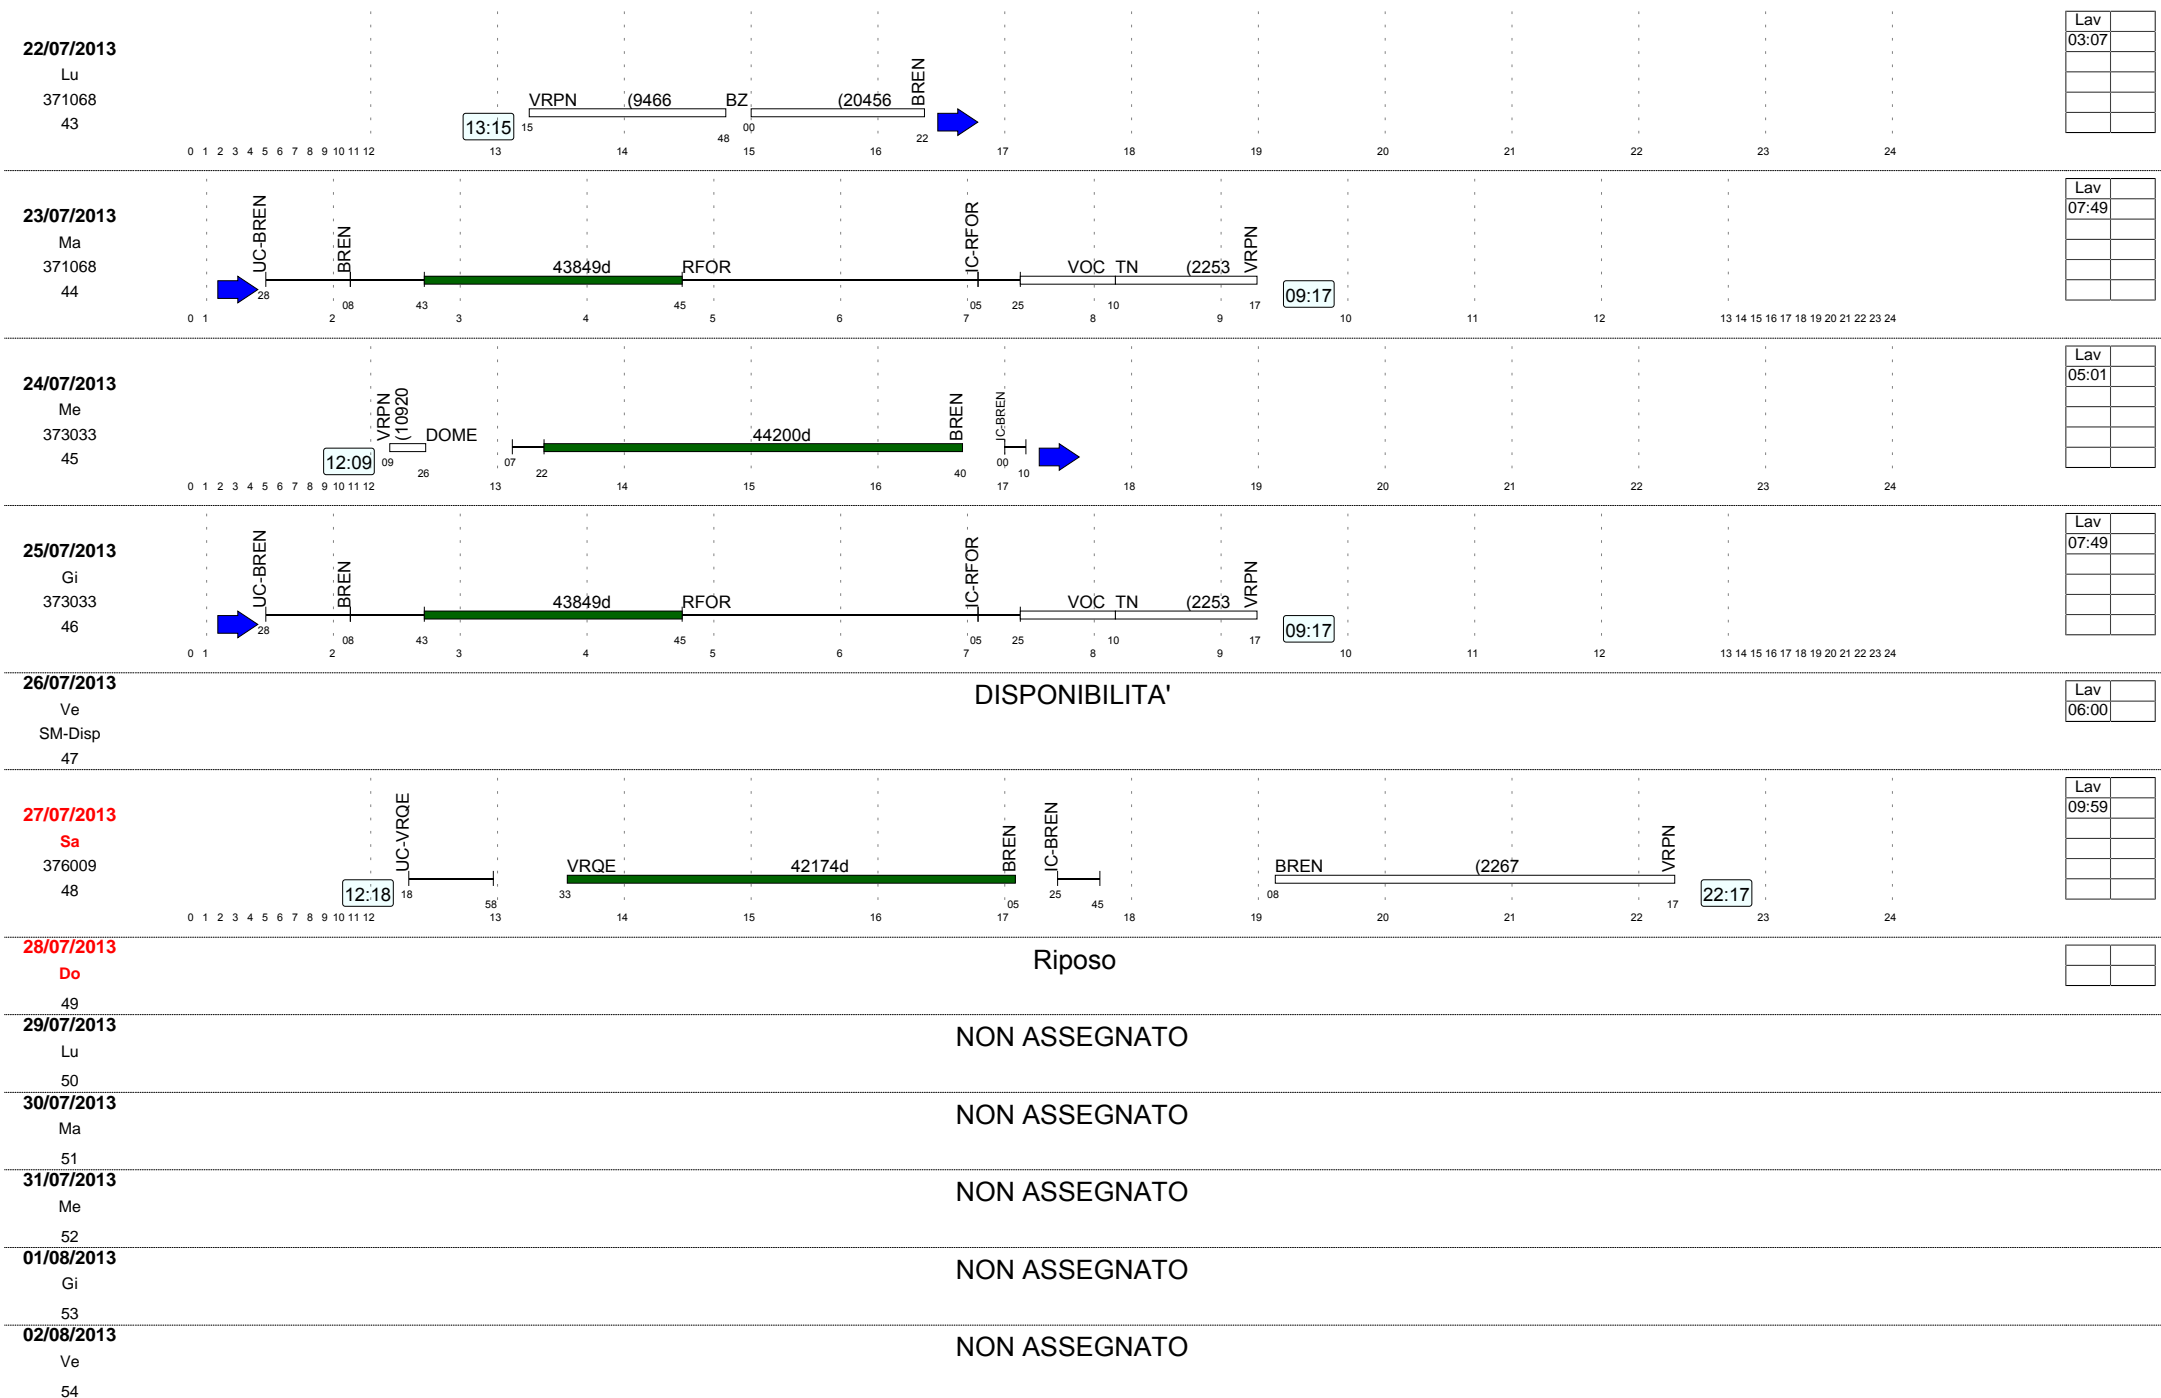 22/07/2013
Lu
371068
43
13:15
VRPN (9466 BZ (20456 BREN
15 48 00 22
0 1 2 3 4 5 6 7 8 9 10 11 12 13 14 15 16 17 18 19 20 21 22 23 24
Lav
03:07
23/07/2013
Ma
371068
44
UC-BREN BREN 43849d RFOR IC-RFOR VOC TN (2253 VRPN
28 08 43 45 05 25 10 17
09:17
0 1 2 3 4 5 6 7 8 9 10 11 12 13 14 15 16 17 18 19 20 21 22 23 24
Lav
07:49
24/07/2013
Me
373033
45
12:09
VRPN (10920 DOME 44200d BREN IC-BREN
09 26 07 22 40 00 10
0 1 2 3 4 5 6 7 8 9 10 11 12 13 14 15 16 17 18 19 20 21 22 23 24
Lav
05:01
25/07/2013
Gi
373033
46
UC-BREN BREN 43849d RFOR IC-RFOR VOC TN (2253 VRPN
28 08 43 45 05 25 10 17
09:17
0 1 2 3 4 5 6 7 8 9 10 11 12 13 14 15 16 17 18 19 20 21 22 23 24
Lav
07:49
26/07/2013
Ve
SM-Disp
47
DISPONIBILITA'
Lav
06:00
27/07/2013
Sa
376009
48
12:18
UC-VRQE VRQE 42174d BREN IC-BREN BREN (2267 VRPN
18 58 33 05 25 45 08 17
22:17
0 1 2 3 4 5 6 7 8 9 10 11 12 13 14 15 16 17 18 19 20 21 22 23 24
Lav
09:59
28/07/2013
Do
49
Riposo
29/07/2013
Lu
50
NON ASSEGNATO
30/07/2013
Ma
51
NON ASSEGNATO
31/07/2013
Me
52
NON ASSEGNATO
01/08/2013
Gi
53
NON ASSEGNATO
02/08/2013
Ve
54
NON ASSEGNATO